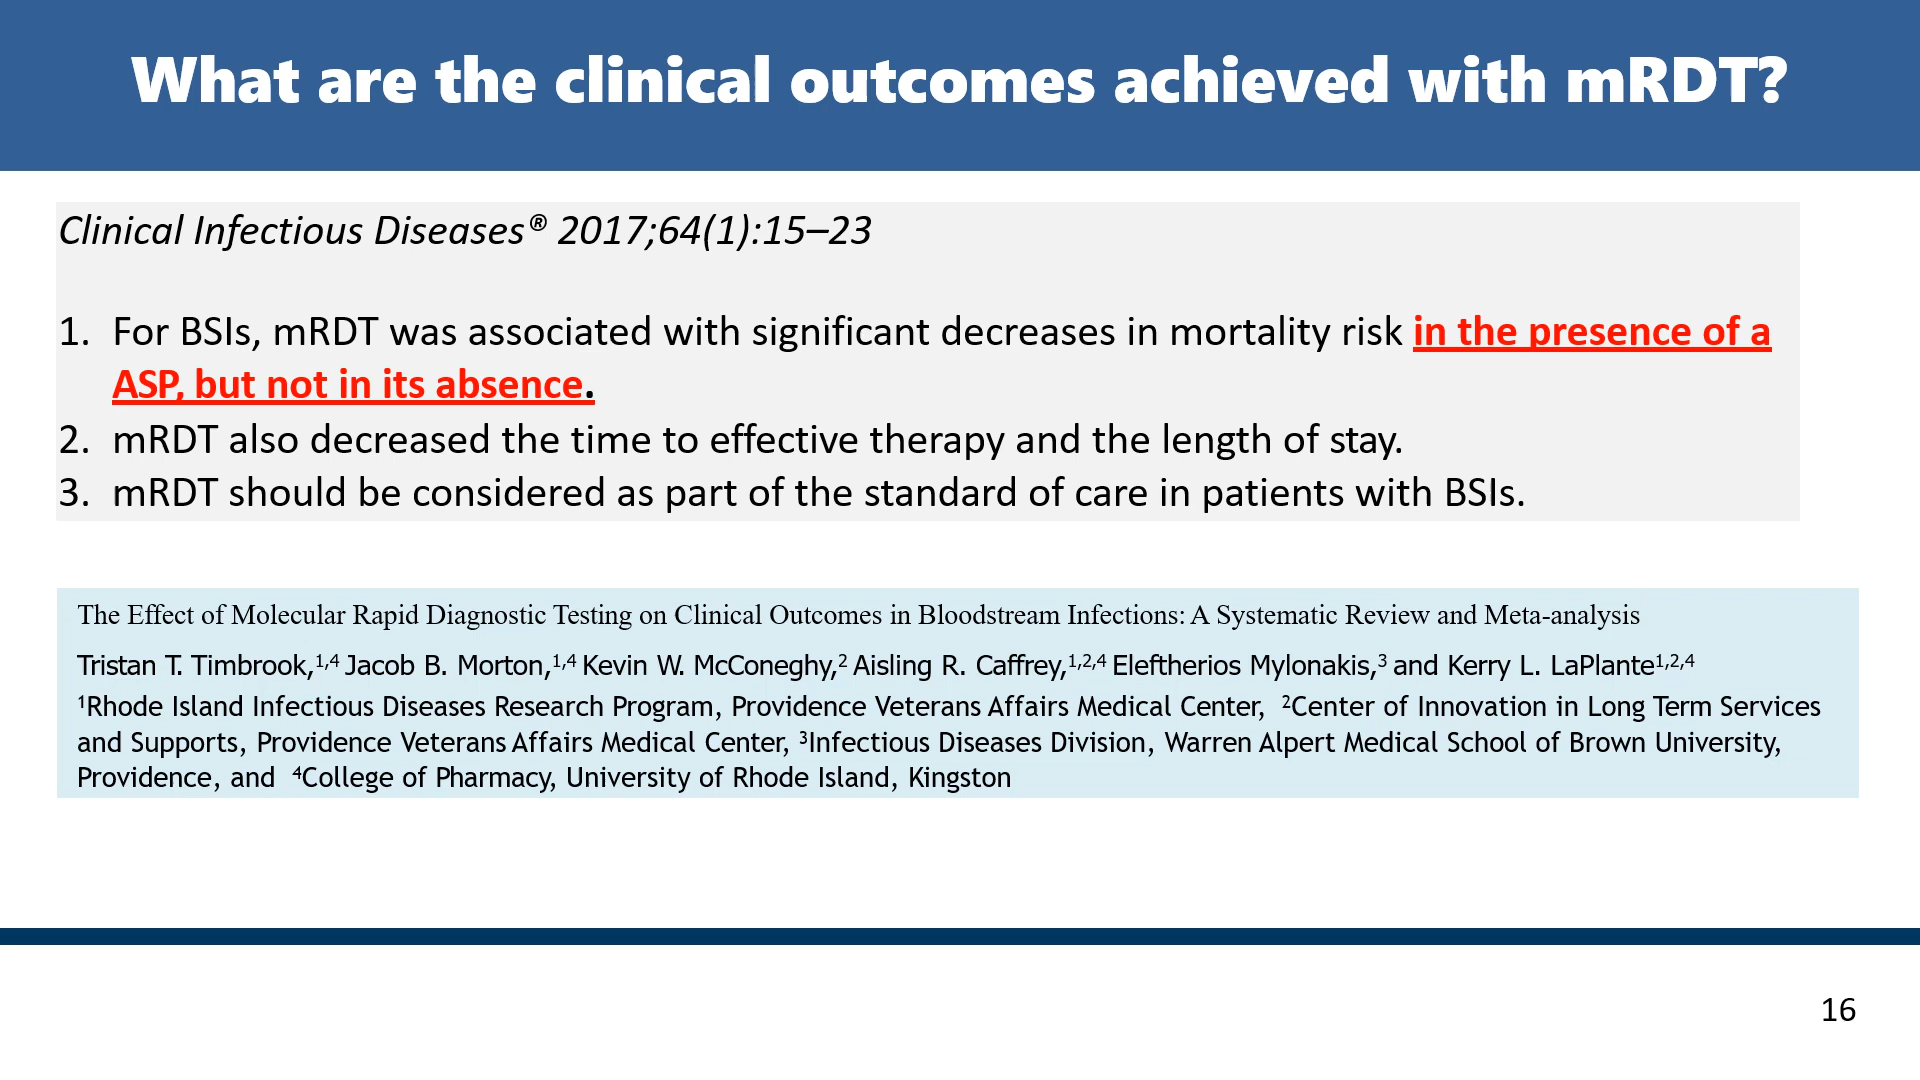 What are the clinical outcomes achieved with mRDT?
Clinical Infectious Diseases® 2017;64(1):15–23
1. For BSIs, mRDT was associated with significant decreases in mortality risk in the presence of a
ASP, but not in its absence.
2. mRDT also decreased the time to effective therapy and the length of stay.
3. mRDT should be considered as part of the standard of care in patients with BSIs.
The Effect of Molecular Rapid Diagnostic Testing on Clinical Outcomes in Bloodstream Infections: A Systematic Review and Meta-analysis
Tristan T. Timbrook,1,4 Jacob B. Morton,1,4 Kevin W. McConeghy,2 Aisling R. Caffrey,1,2,4 Eleftherios Mylonakis,3 and Kerry L. LaPlante1,2,4
1Rhode Island Infectious Diseases Research Program, Providence Veterans Affairs Medical Center, 2Center of Innovation in Long Term Services
and Supports, Providence Veterans Affairs Medical Center, 3Infectious Diseases Division, Warren Alpert Medical School of Brown University,
Providence, and 4College of Pharmacy, University of Rhode Island, Kingston
16